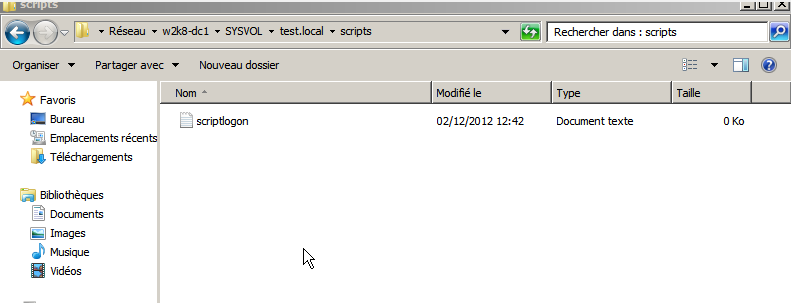 scripts
Réseau w2k8-dc1 SYSVOL test.local scripts
Rechercher dans : scripts
Organiser Partager avec Nouveau dossier
Favoris
Bureau
Emplacements récents
Téléchargements
Bibliothèques
Documents
Images
Musique
Vidéos
Nom Modifié le Type Taille
scriptlogon 02/12/2012 12:42 Document texte 0 Ko